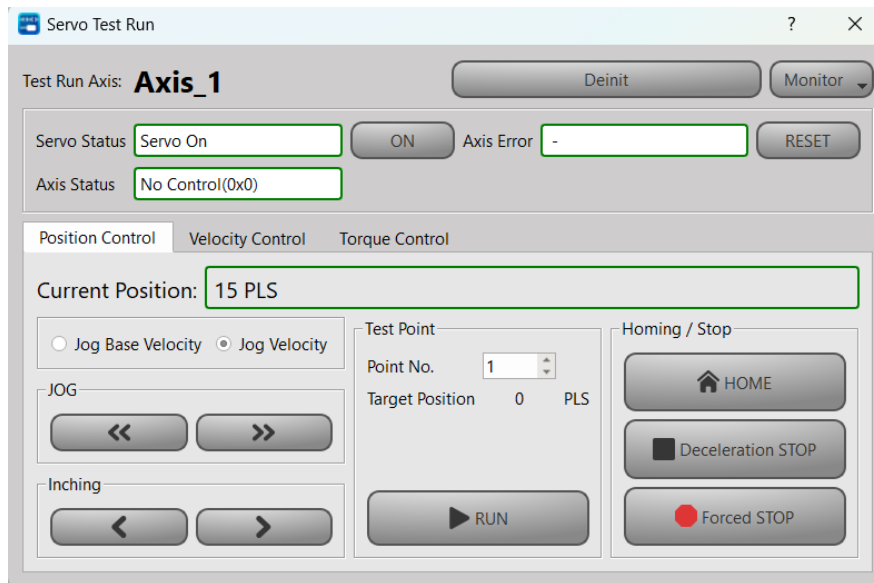 Servo Test Run
?
Test Run Axis: Axis_1
Deinit
Monitor
Servo Status Servo On
ON
Axis Error -
RESET
Axis Status No Control(0x0)
Position Control
Velocity Control
Torque Control
Current Position: 15 PLS
Jog Base Velocity
Jog Velocity
JOG
Inching
Test Point
Point No. 1
Target Position 0 PLS
RUN
Homing / Stop
HOME
Deceleration STOP
Forced STOP